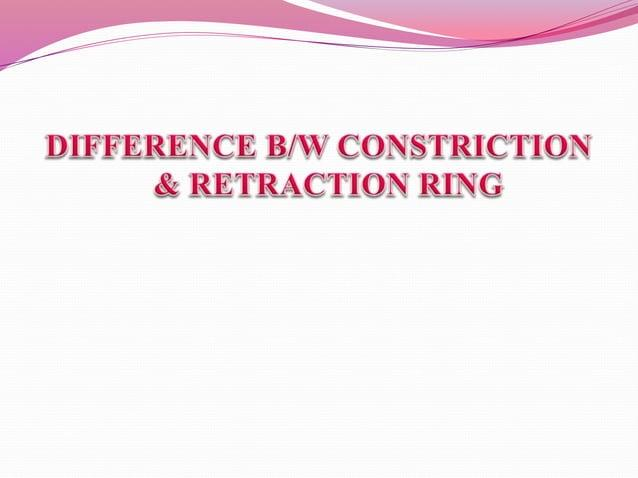 DIFFERENCE B/W CONSTRICTION
& RETRACTION RING